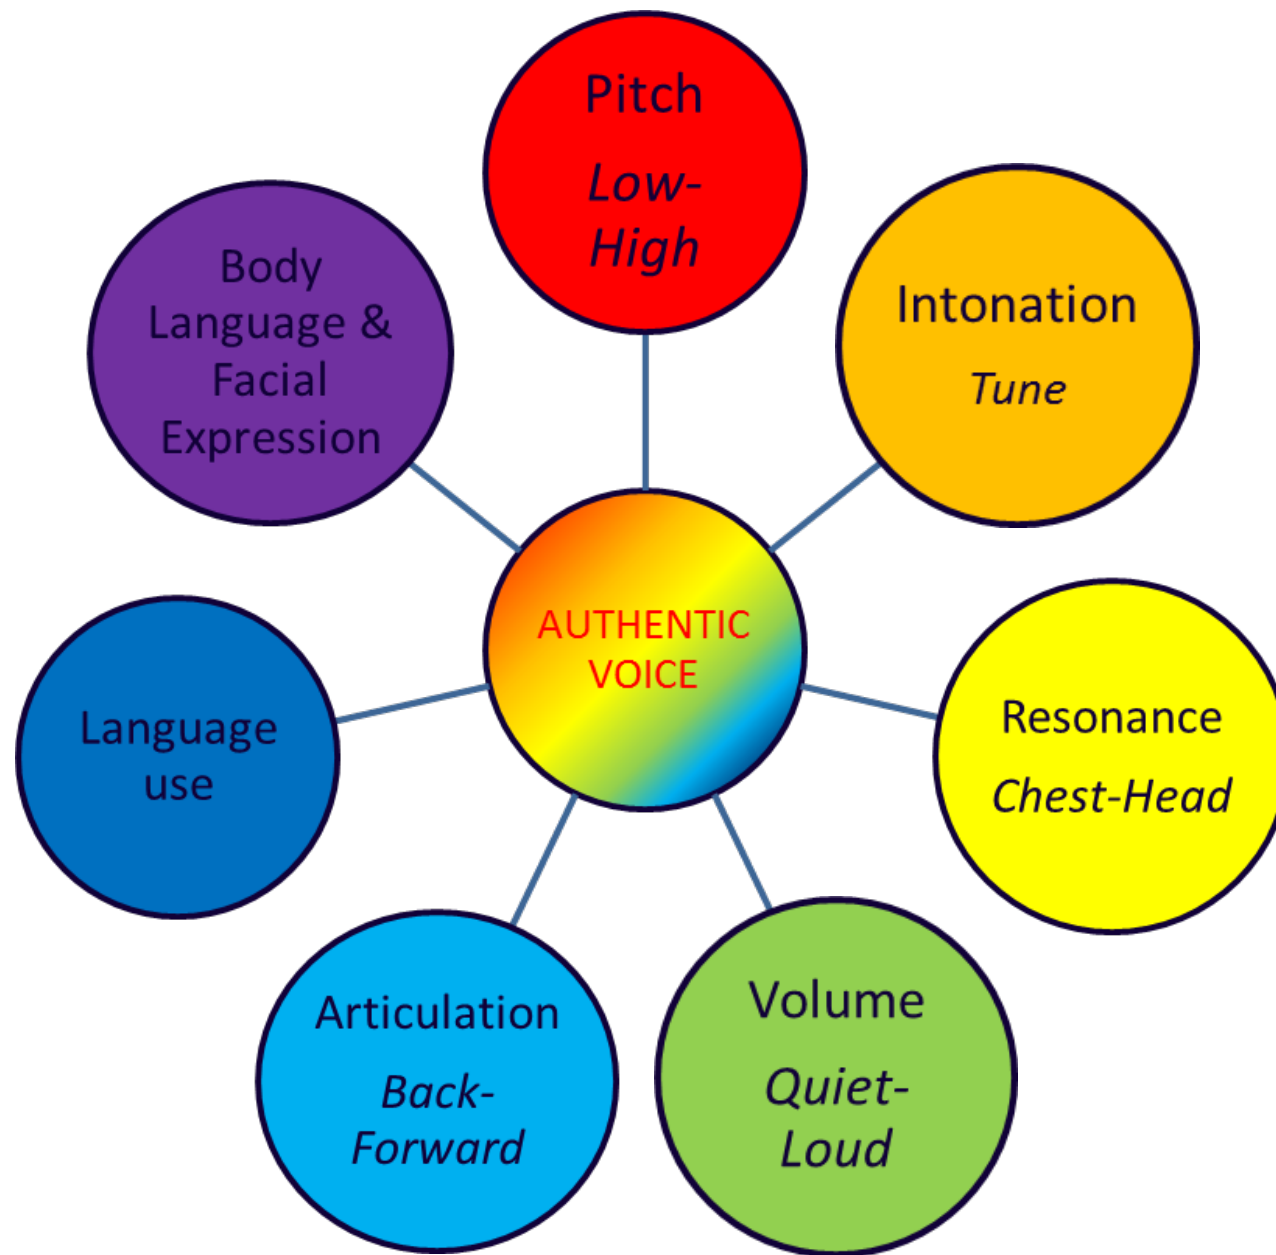 Pitch
Low-
High
Intonation
Tune
Resonance
Chest-Head
Volume
Quiet-
Loud
Articulation
Back-
Forward
Language
use
Body
Language &
Facial
Expression
AUTHENTIC
VOICE